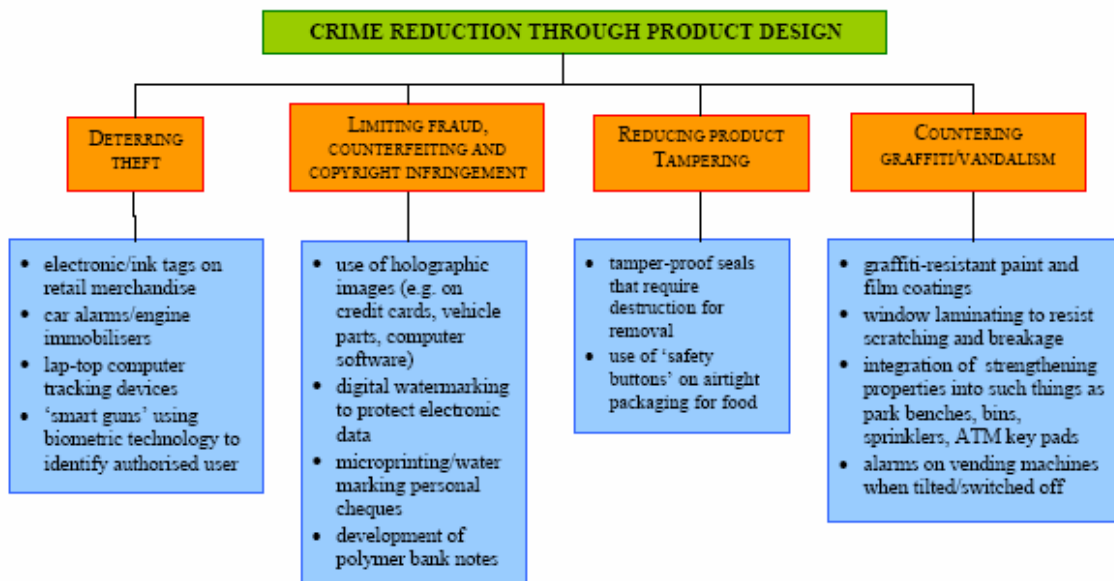 CRIME REDUCTION THROUGH PRODUCT DESIGN
DETERRING
THEFT
LIMITING FRAUD,
COUNTERFEITING AND
COPYRIGHT INFRINGEMENT
REDUCING PRODUCT
TAMPERING
COUNTERING
GRAFFITI/VANDALISM
• electronic/ink tags on
retail merchandise
• car alarms/engine
immobilisers
• lap-top computer
tracking devices
• ‘smart guns’ using
biometric technology to
identify authorised user
• use of holographic
images (e.g. on
credit cards, vehicle
parts, computer
software)
• digital watermarking
to protect electronic
data
• microprinting/water
marking personal
cheques
• development of
polymer bank notes
• tamper-proof seals
that require
destruction for
removal
• use of ‘safety
buttons’ on airtight
packaging for food
• graffiti-resistant paint and
film coatings
• window laminating to resist
scratching and breakage
• integration of strengthening
properties into such things as
park benches, bins,
sprinklers, ATM key pads
• alarms on vending machines
when tilted/switched off